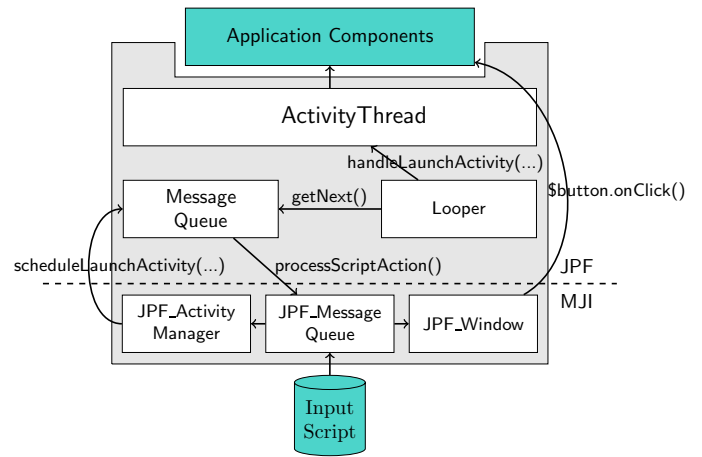 Application Components
ActivityThread
handleLaunchActivity(...)
Message
Queue
getNext()
Looper
$button.onClick()
scheduleLaunchActivity(...)
processScriptAction()
JPF
MJI
JPF_Activity
Manager
JPF_Message
Queue
JPF_Window
Input
Script